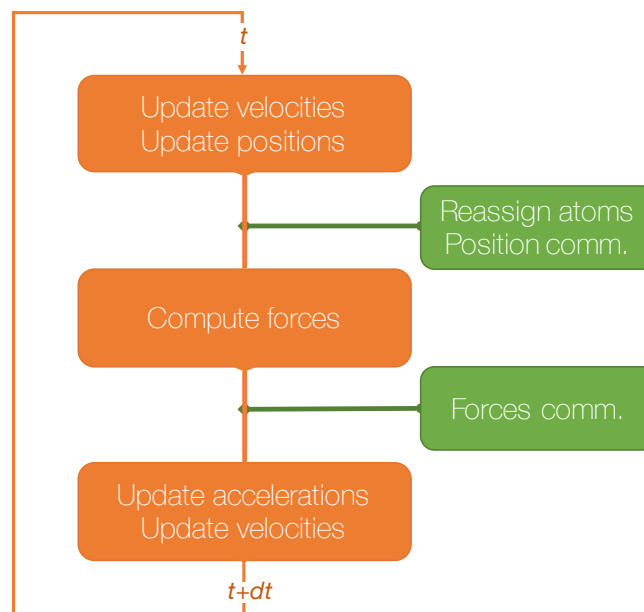 t
Update velocities
Update positions
Reassign atoms
Position comm.
Compute forces
Forces comm.
Update accelerations
Update velocities
t+dt